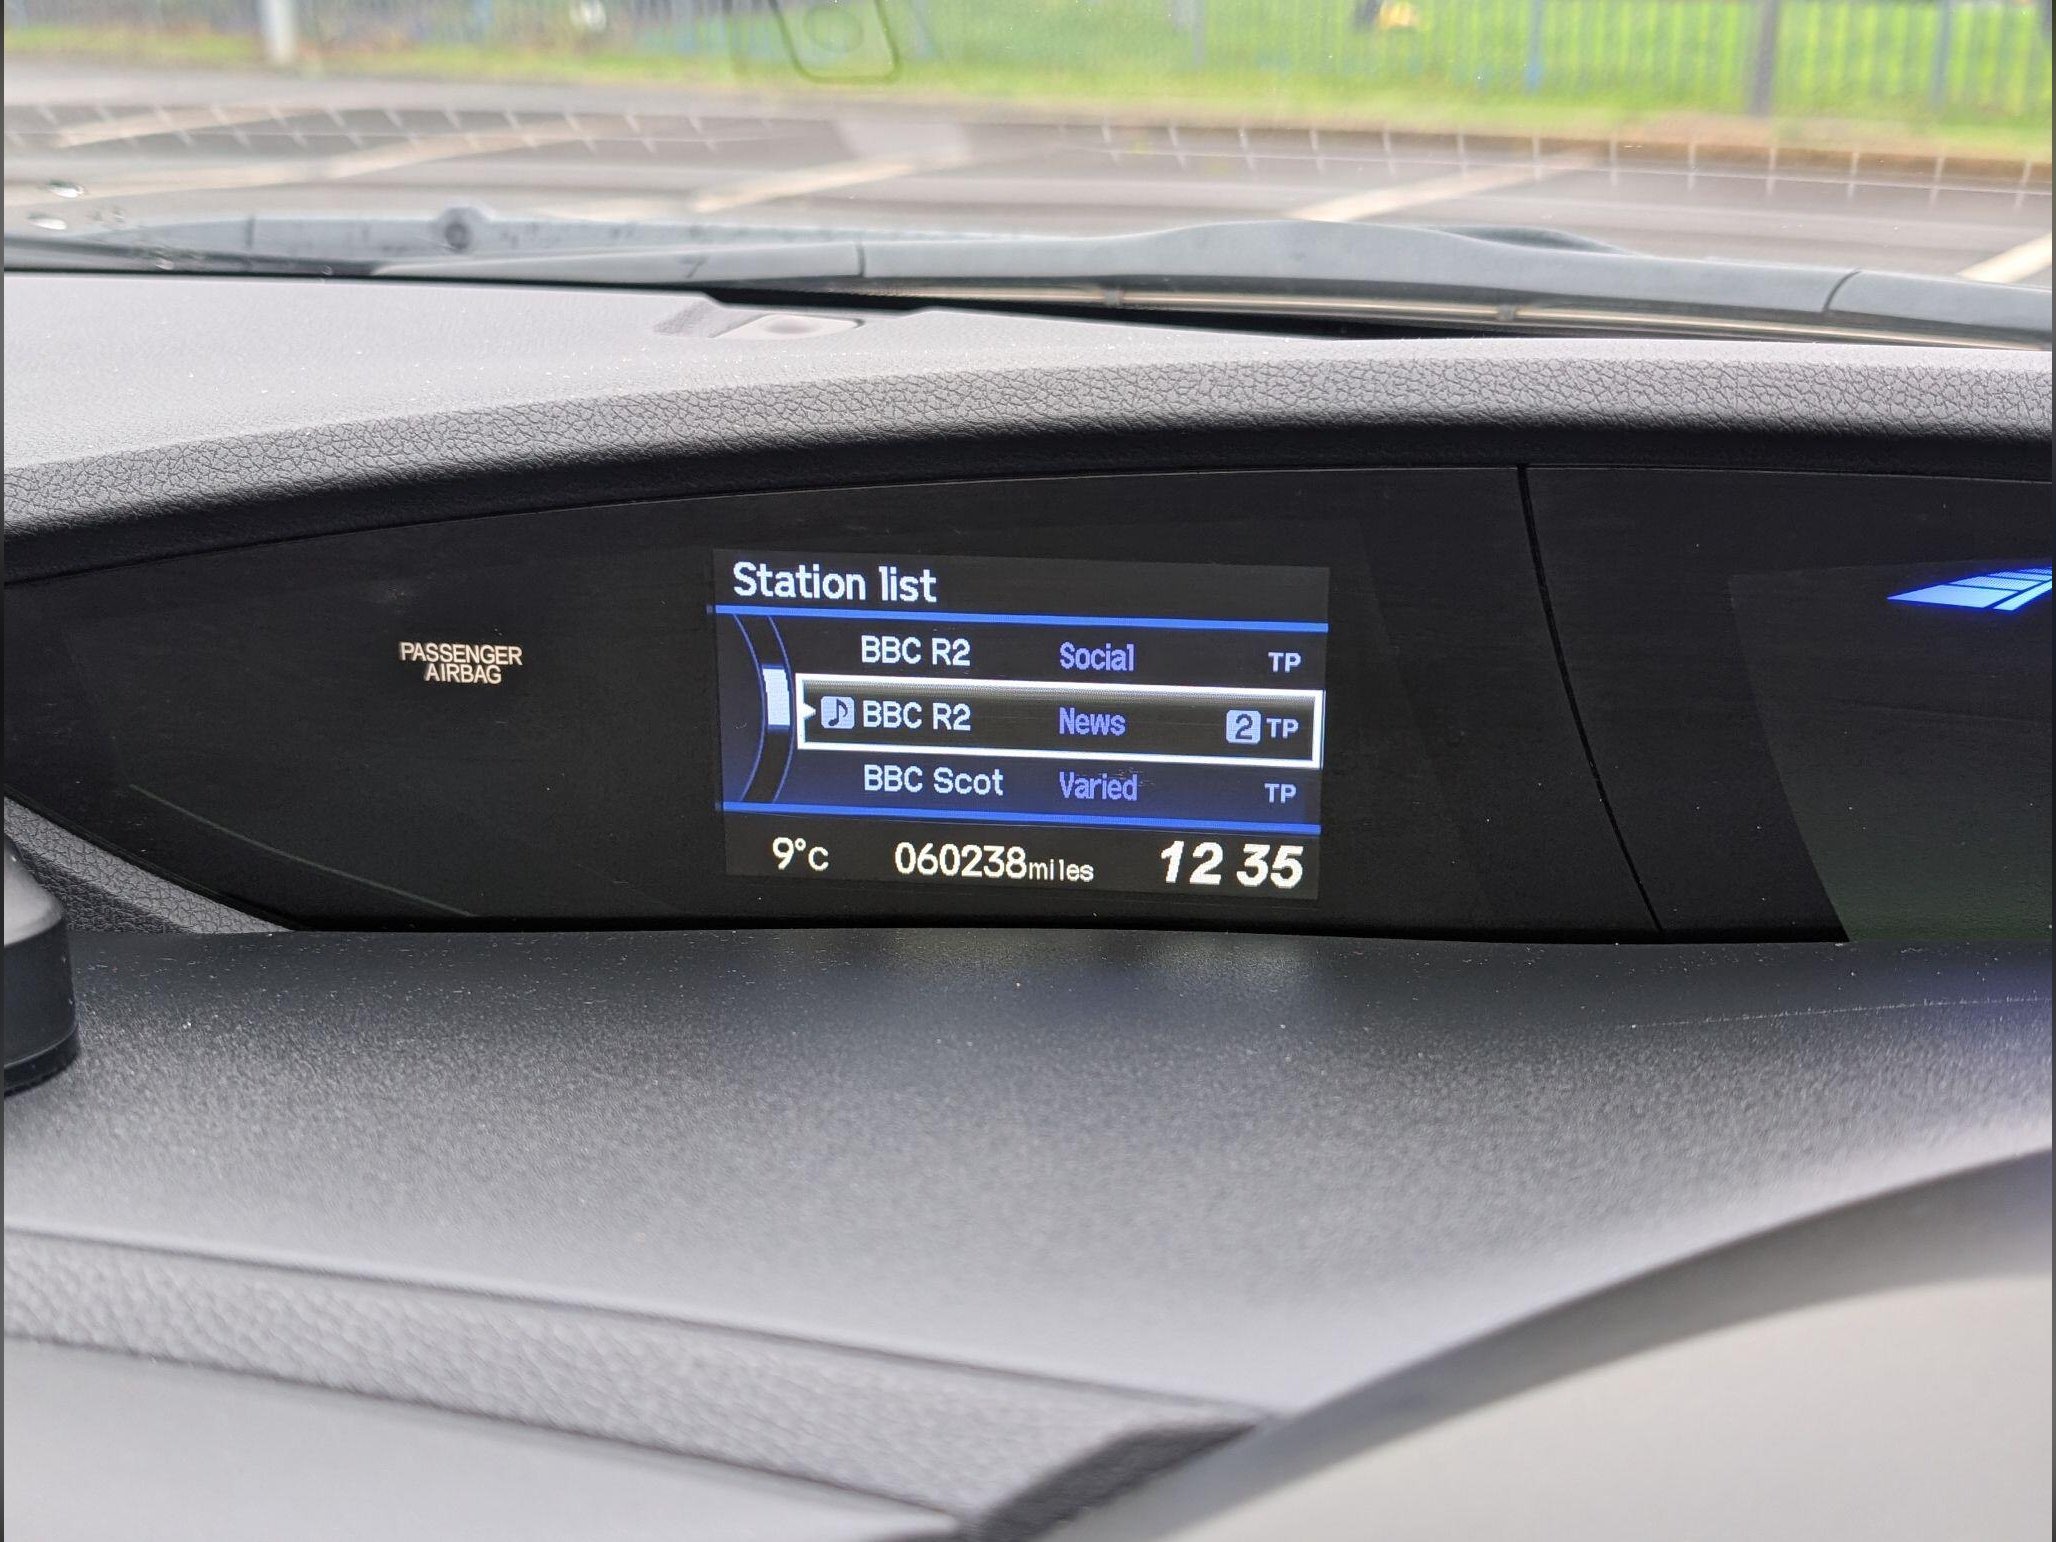 Station list
BBC R2 Social TP
BBC R2 News 2 TP
BBC Scot Varied TP
9°C 060238miles 12 35
PASSENGER
AIRBAG